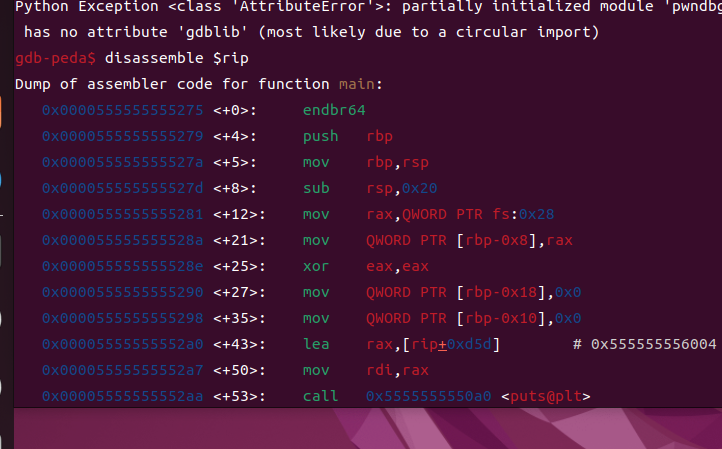 Python Exception <class 'AttributeError'>: partially initialized module 'pwndbg
has no attribute 'gdblib' (most likely due to a circular import)
gdb-peda$ disassemble $rip
Dump of assembler code for function main:
0x0000555555555275 <+0>: endbr64
0x0000555555555279 <+4>: push rbp
0x000055555555527a <+5>: mov rbp,rsp
0x000055555555527d <+8>: sub rsp,0x20
0x0000555555555281 <+12>: mov rax,QWORD PTR fs:0x28
0x000055555555528a <+21>: mov QWORD PTR [rbp-0x8],rax
0x000055555555528e <+25>: xor eax,eax
0x0000555555555290 <+27>: mov QWORD PTR [rbp-0x18],0x0
0x0000555555555298 <+35>: mov QWORD PTR [rbp-0x10],0x0
0x00005555555552a0 <+43>: lea rax,[rip+0xd5d] # 0x555555556004
0x00005555555552a7 <+50>: mov rdi,rax
0x00005555555552aa <+53>: call 0x5555555550a0 <puts@plt>